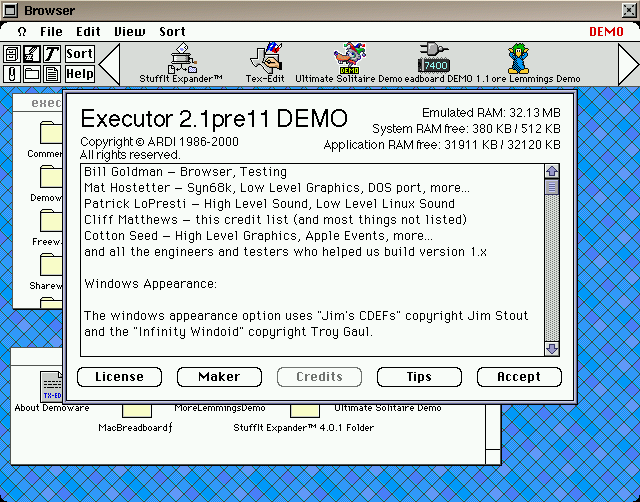 Browser
Ω File Edit View Sort DEMO
Sort
Help
T
StuffIt Expander™
Tex-Edit
Ultimate Solitaire Demo
eadboard DEMO 1.1
ore Lemmings Demo
DEMO
7400
exec
Executor 2.1pre11 DEMO
Copyright © ARDI 1986-2000
All rights reserved.
Emulated RAM: 32.13 MB
System RAM free: 380 KB / 512 KB
Application RAM free: 31911 KB / 32120 KB
Bill Goldman – Browser, Testing
Mat Hostetter – Syn68k, Low Level Graphics, DOS port, more...
Patrick LoPresti – High Level Sound, Low Level Linux Sound
Cliff Matthews – this credit list (and most things not listed)
Cotton Seed – High Level Graphics, Apple Events, more...
and all the engineers and testers who helped us build version 1.x
Windows Appearance:
The windows appearance option uses "Jim's CDEFs" copyright Jim Stout
and the "Infinity Windoid" copyright Troy Gaul.
License
Maker
Credits
Tips
Accept
Commer
Demow
Freew
Sharew
TX-ED
About Demoware
MoreLemmingsDemo
Ultimate Solitaire Demo
MacBreadboardƒ
StuffIt Expander™ 4.0.1 Folder